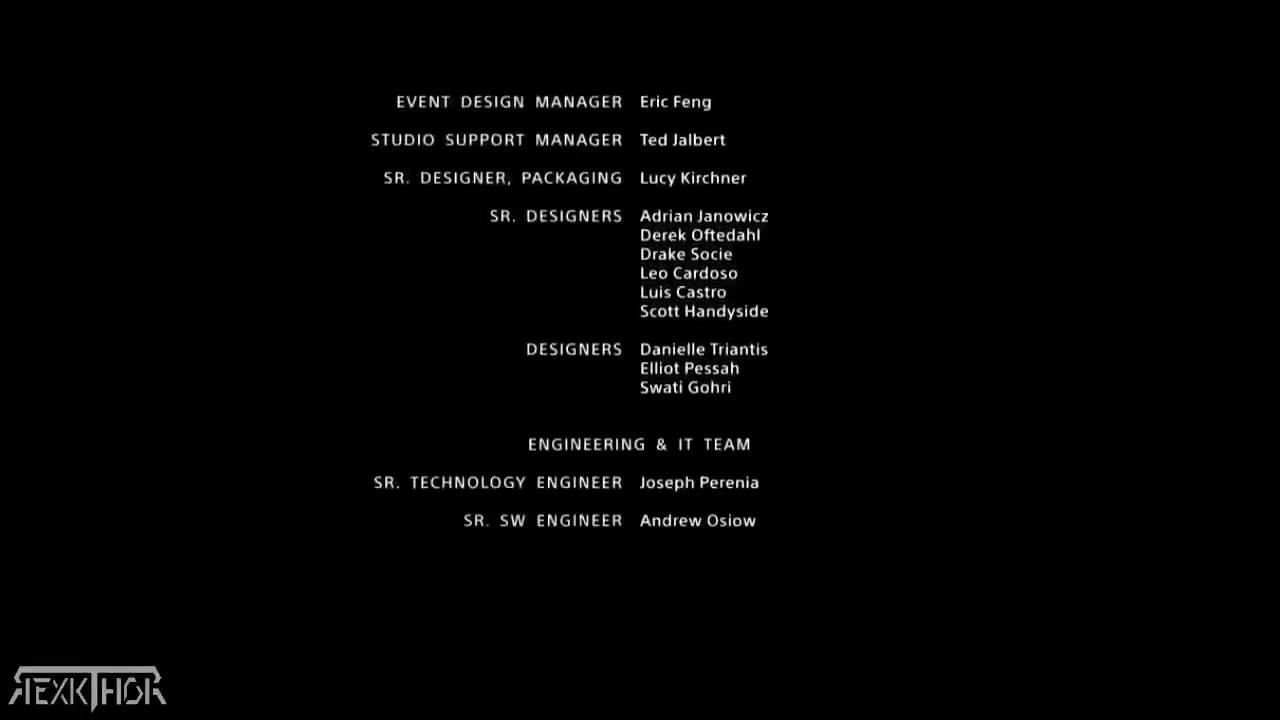 EVENT DESIGN MANAGER Eric Feng
STUDIO SUPPORT MANAGER Ted Jalbert
SR. DESIGNER, PACKAGING Lucy Kirchner
SR. DESIGNERS Adrian Janowicz
Derek Oftedahl
Drake Socie
Leo Cardoso
Luis Castro
Scott Handyside
DESIGNERS Danielle Triantis
Elliot Pessah
Swati Gohri
ENGINEERING & IT TEAM
SR. TECHNOLOGY ENGINEER Joseph Perenia
SR. SW ENGINEER Andrew Osiow